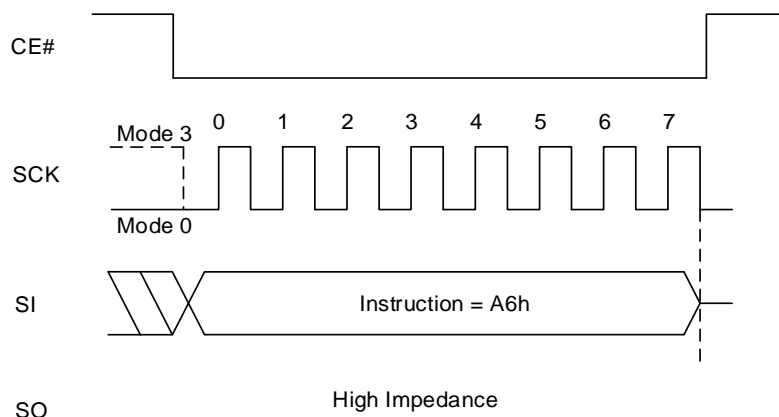 CE#
0 1 2 3 4 5 6 7
Mode 3
SCK
Mode 0
SI
Instruction = A6h
High Impedance
SO